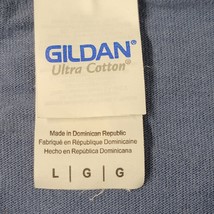 GILDAN®
Ultra Cotton®
Made in Dominican Republic
Fabriqué en République Dominicaine
Hecho en República Dominicana
L | G | G